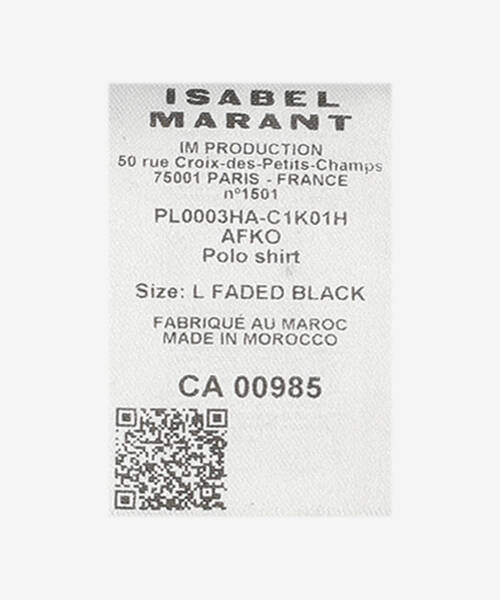 ISABEL
MARANT
IM PRODUCTION
50 rue Croix-des-Petits-Champs
75001 PARIS - FRANCE
n°1501
PL0003HA-C1K01H
AFKO
Polo shirt
Size: L FADED BLACK
FABRIQUÉ AU MAROC
MADE IN MOROCCO
CA 00985